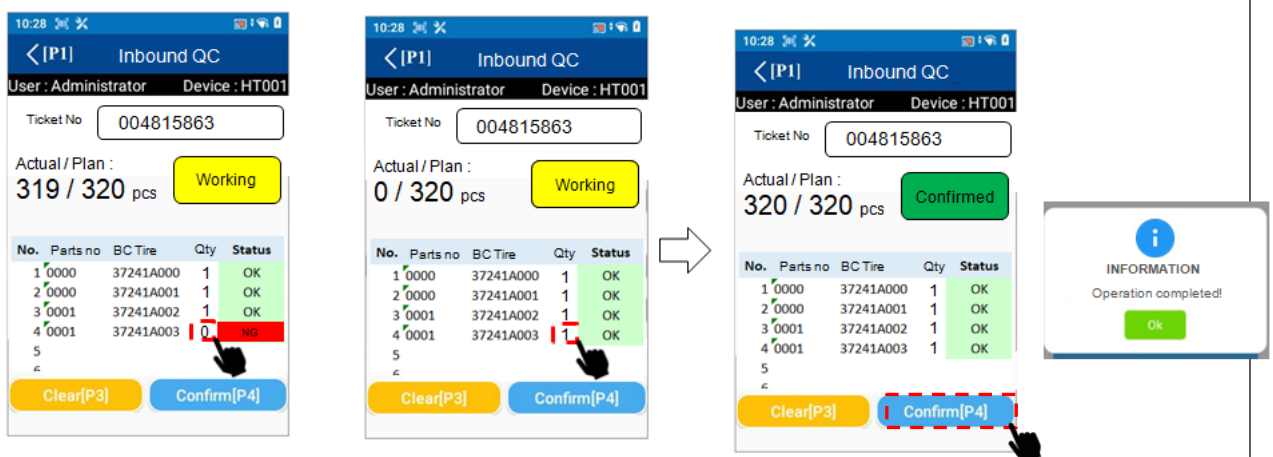 10:28
[P1] Inbound QC
User : Administrator Device : HT001
Ticket No 004815863
Actual / Plan :
319 / 320 pcs
Working
No. Parts no BC Tire Qty Status
1 0000 37241A000 1 OK
2 0000 37241A001 1 OK
3 0001 37241A002 1 OK
4 0001 37241A003 0 NG
5
Clear[P3] Confirm[P4]
10:28
[P1] Inbound QC
User : Administrator Device : HT001
Ticket No 004815863
Actual / Plan :
0 / 320 pcs
Working
No. Parts no BC Tire Qty Status
1 0000 37241A000 1 OK
2 0000 37241A001 1 OK
3 0001 37241A002 1 OK
4 0001 37241A003 1 OK
5
Clear[P3] Confirm[P4]
10:28
[P1] Inbound QC
User : Administrator Device : HT001
Ticket No 004815863
Actual / Plan :
320 / 320 pcs
Confirmed
No. Parts no BC Tire Qty Status
1 0000 37241A000 1 OK
2 0000 37241A001 1 OK
3 0001 37241A002 1 OK
4 0001 37241A003 1 OK
5
Clear[P3] Confirm[P4]
i
INFORMATION
Operation completed!
Ok